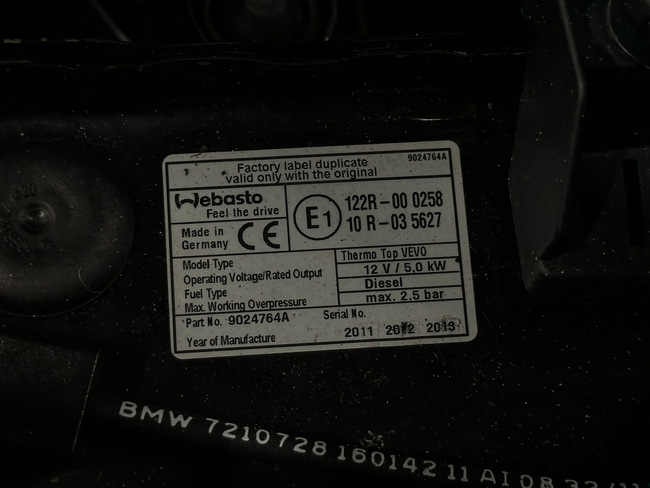 Factory label duplicate
valid only with the original
9024764A
Webasto
Feel the drive
Made in
Germany
CE
E1
122R-00 0258
10 R-03 5627
Model Type
Thermo Top VEVO
Operating Voltage/Rated Output
12 V / 5,0 kW
Fuel Type
Diesel
Max. Working Overpressure
max. 2,5 bar
Part No. 9024764A
Serial No.
Year of Manufacture
2011 2012 2013
BMW 7210728 16014211 AI 08